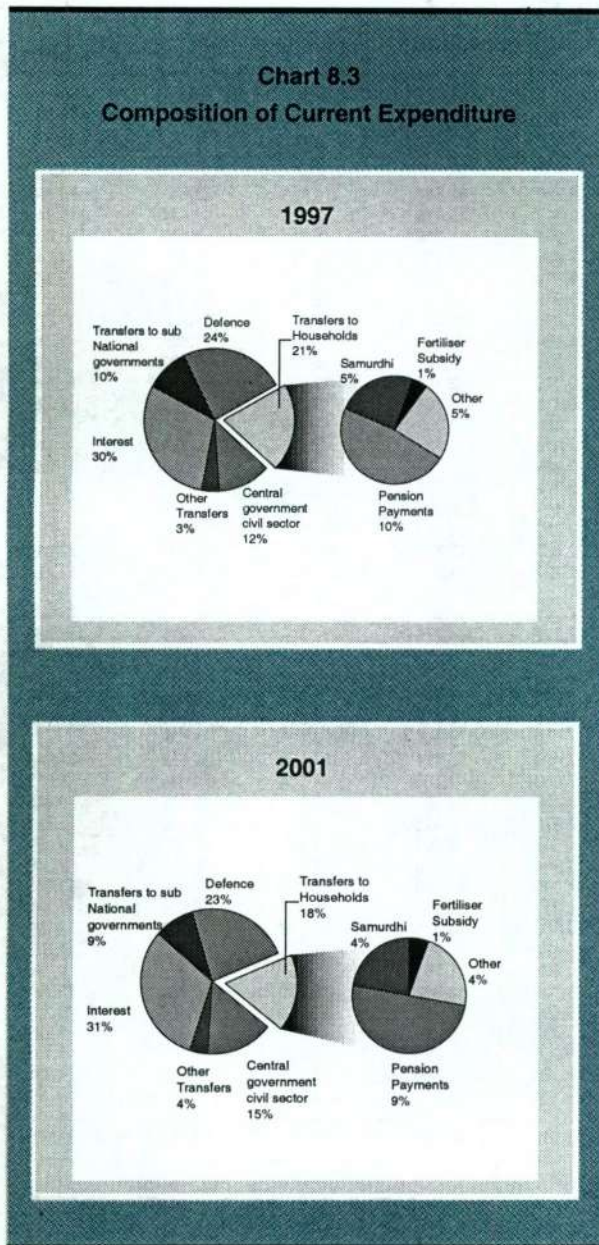 Chart 8.3
Composition of Current Expenditure
1997
Transfers to sub
National
governments
10%
Defence
24%
Transfers to
Households
21%
Interest
30%
Other
Transfers
3%
Central
government
civil sector
12%
Samurdhi
5%
Fertiliser
Subsidy
1%
Other
5%
Pension
Payments
10%
2001
Transfers to sub
National
governments
9%
Defence
23%
Transfers to
Households
18%
Interest
31%
Other
Transfers
4%
Central
government
civil sector
15%
Samurdhi
4%
Fertiliser
Subsidy
1%
Other
4%
Pension
Payments
9%